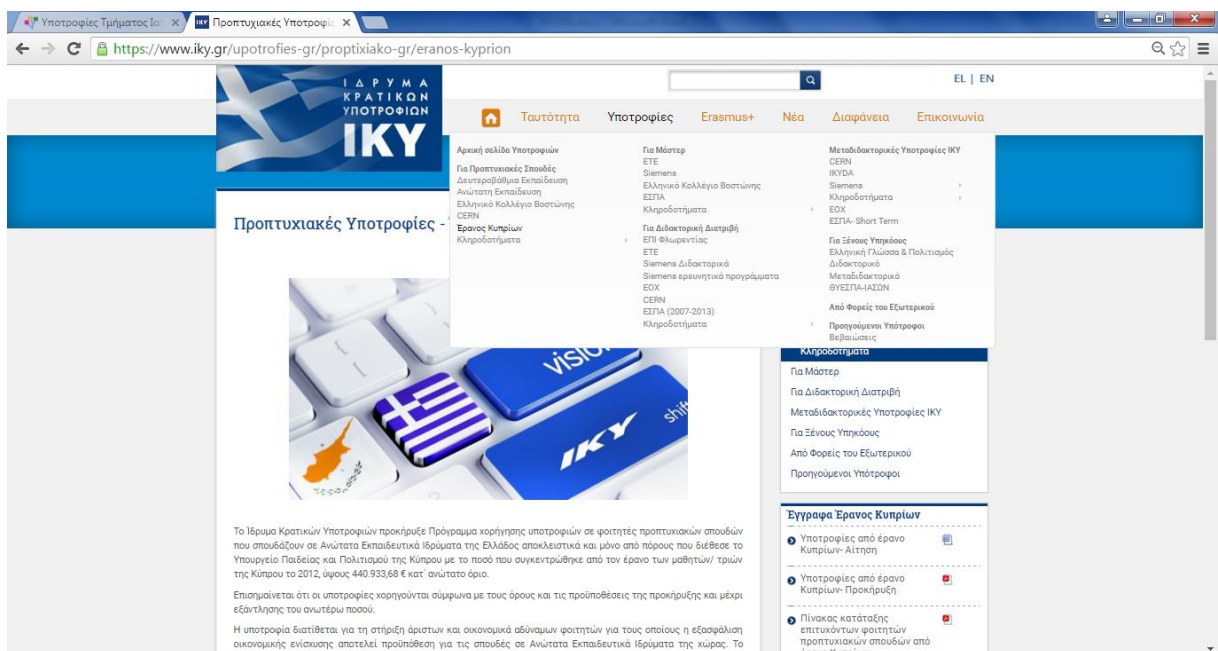 Υποτροφίες Τμήματος Ια
Προπτυχιακές Υποτροφίε
https://www.iky.gr/upotrofies-gr/proptixiako-gr/eranos-kyprion
ΙΔΡΥΜΑ
ΚΡΑΤΙΚΩΝ
ΥΠΟΤΡΟΦΙΩΝ
ΙΚΥ
EL | EN
Ταυτότητα Υποτροφίες Erasmus+ Νέα Διαφάνεια Επικοινωνία
Αρχική σελίδα Υποτροφιών
Για Προπτυχιακές Σπουδές
Δευτεροβάθμια Εκπαίδευση
Ανώτατη Εκπαίδευση
Ελληνικό Κολλέγιο Βοστώνης
CERN
Έρανος Κυπρίων
Κληροδοτήματα
Για Μάστερ
ΕΤΕ
Siemens
Ελληνικό Κολλέγιο Βοστώνης
ΕΣΠΑ
Κληροδοτήματα
Για Διδακτορική Διατριβή
ΕΠΙ Φλωρεντίας
ΕΤΕ
Siemens Διδακτορικά
Siemens ερευνητικά προγράμματα
ΕΟΧ
CERN
ΕΣΠΑ (2007-2013)
Κληροδοτήματα
Μεταδιδακτορικές Υποτροφίες ΙΚΥ
CERN
IKYDA
Siemens
Κληροδοτήματα
ΕΟΧ
ΕΣΠΑ- Short Term
Για Ξένους Υπηκόους
Ελληνική Γλώσσα & Πολιτισμός
Διδακτορικό
Μεταδιδακτορικό
ΘΥΕΣΠΑ-ΙΑΣΩΝ
Από Φορείς του Εξωτερικού
Προηγούμενοι Υπότροφοι
Βεβαιώσεις
Προπτυχιακές Υποτροφίες -
vision
shift
IKY
Το Ίδρυμα Κρατικών Υποτροφιών προκήρυξε Πρόγραμμα χορήγησης υποτροφιών σε φοιτητές προπτυχιακών σπουδών
που σπουδάζουν σε Ανώτατα Εκπαιδευτικά Ιδρύματα της Ελλάδος αποκλειστικά και μόνο από πόρους που διέθεσε το
Υπουργείο Παιδείας και Πολιτισμού της Κύπρου με το ποσό που συγκεντρώθηκε από τον έρανο των μαθητών/ τριών
της Κύπρου το 2012, ύψους 440.933,68 € κατ' ανώτατο όριο.
Επισημαίνεται ότι οι υποτροφίες χορηγούνται σύμφωνα με τους όρους και τις προϋποθέσεις της προκήρυξης και μέχρι
εξάντλησης του ανωτέρω ποσού.
Η υποτροφία διατίθεται για τη στήριξη άριστων και οικονομικά αδύναμων φοιτητών για τους οποίους η εξασφάλιση
οικονομικής ενίσχυσης αποτελεί προϋπόθεση για τις σπουδές σε Ανώτατα Εκπαιδευτικά Ιδρύματα της χώρας. Το
Κληροδοτήματα
Για Μάστερ
Για Διδακτορική Διατριβή
Μεταδιδακτορικές Υποτροφίες ΙΚΥ
Για Ξένους Υπηκόους
Από Φορείς του Εξωτερικού
Προηγούμενοι Υπότροφοι
Έγγραφα Έρανος Κυπρίων
Υποτροφίες από έρανο
Κυπρίων- Αίτηση
Υποτροφίες από έρανο
Κυπρίων- Προκήρυξη
Πίνακας κατάταξης
επιτυχόντων φοιτητών
προπτυχιακών σπουδών από